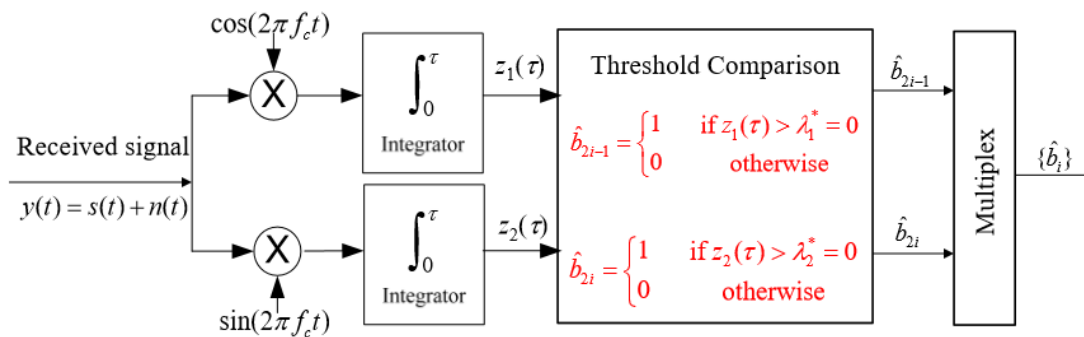 cos(2πf_c t)
X
∫_0^τ
Integrator
z_1(τ)
Threshold Comparison
b̂_{2i-1} = { 1 if z_1(τ) > λ_1^* = 0
0 otherwise
b̂_{2i-1}
Received signal
y(t) = s(t) + n(t)
X
sin(2πf_c t)
∫_0^τ
Integrator
z_2(τ)
b̂_{2i} = { 1 if z_2(τ) > λ_2^* = 0
0 otherwise
b̂_{2i}
Multiplex
{b̂_i}